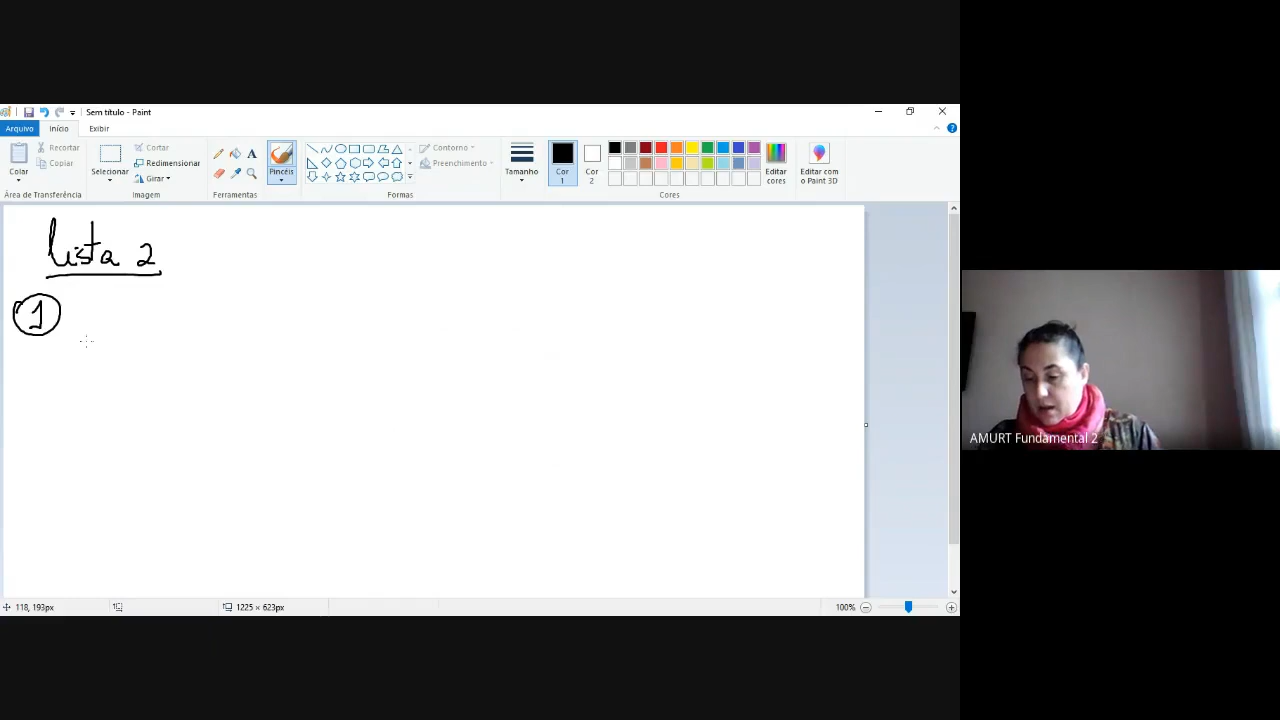 Sem título - Paint
Arquivo
Início
Exibir
Colar
Recortar
Copiar
Área de Transferência
Selecionar
Cortar
Redimensionar
Girar
Imagem
A
Ferramentas
Pincéis
Contorno
Preenchimento
Formas
Tamanho
Cor
1
Cor
2
Editar
cores
Cores
Editar com
o Paint 3D
lista 2
1
AMURT Fundamental 2
118, 193px
1225 × 623px
100%